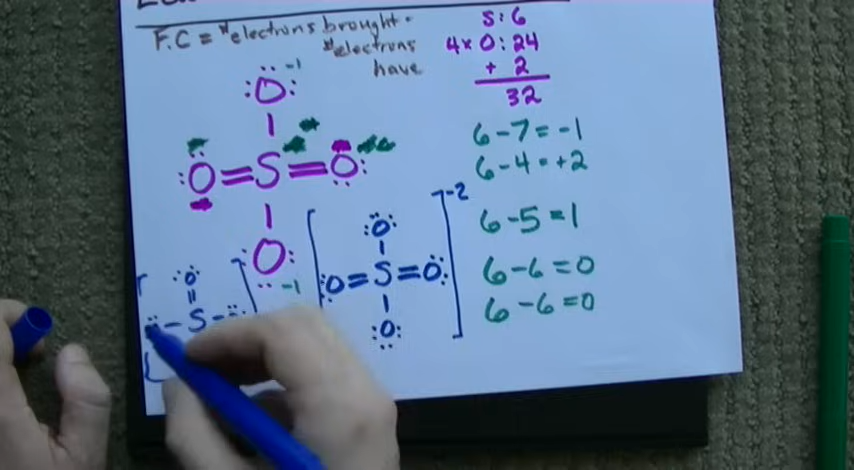 F.C = #electrons brought -
#electrons
have
S: 6
4x O: 24
+ 2
32
-1
O
S
O = S = O
O
-1
6-7=-1
6-4=+2
6-5=1
6-6=0
6-6=0
-2
O
O=S=O
O
O
-S-